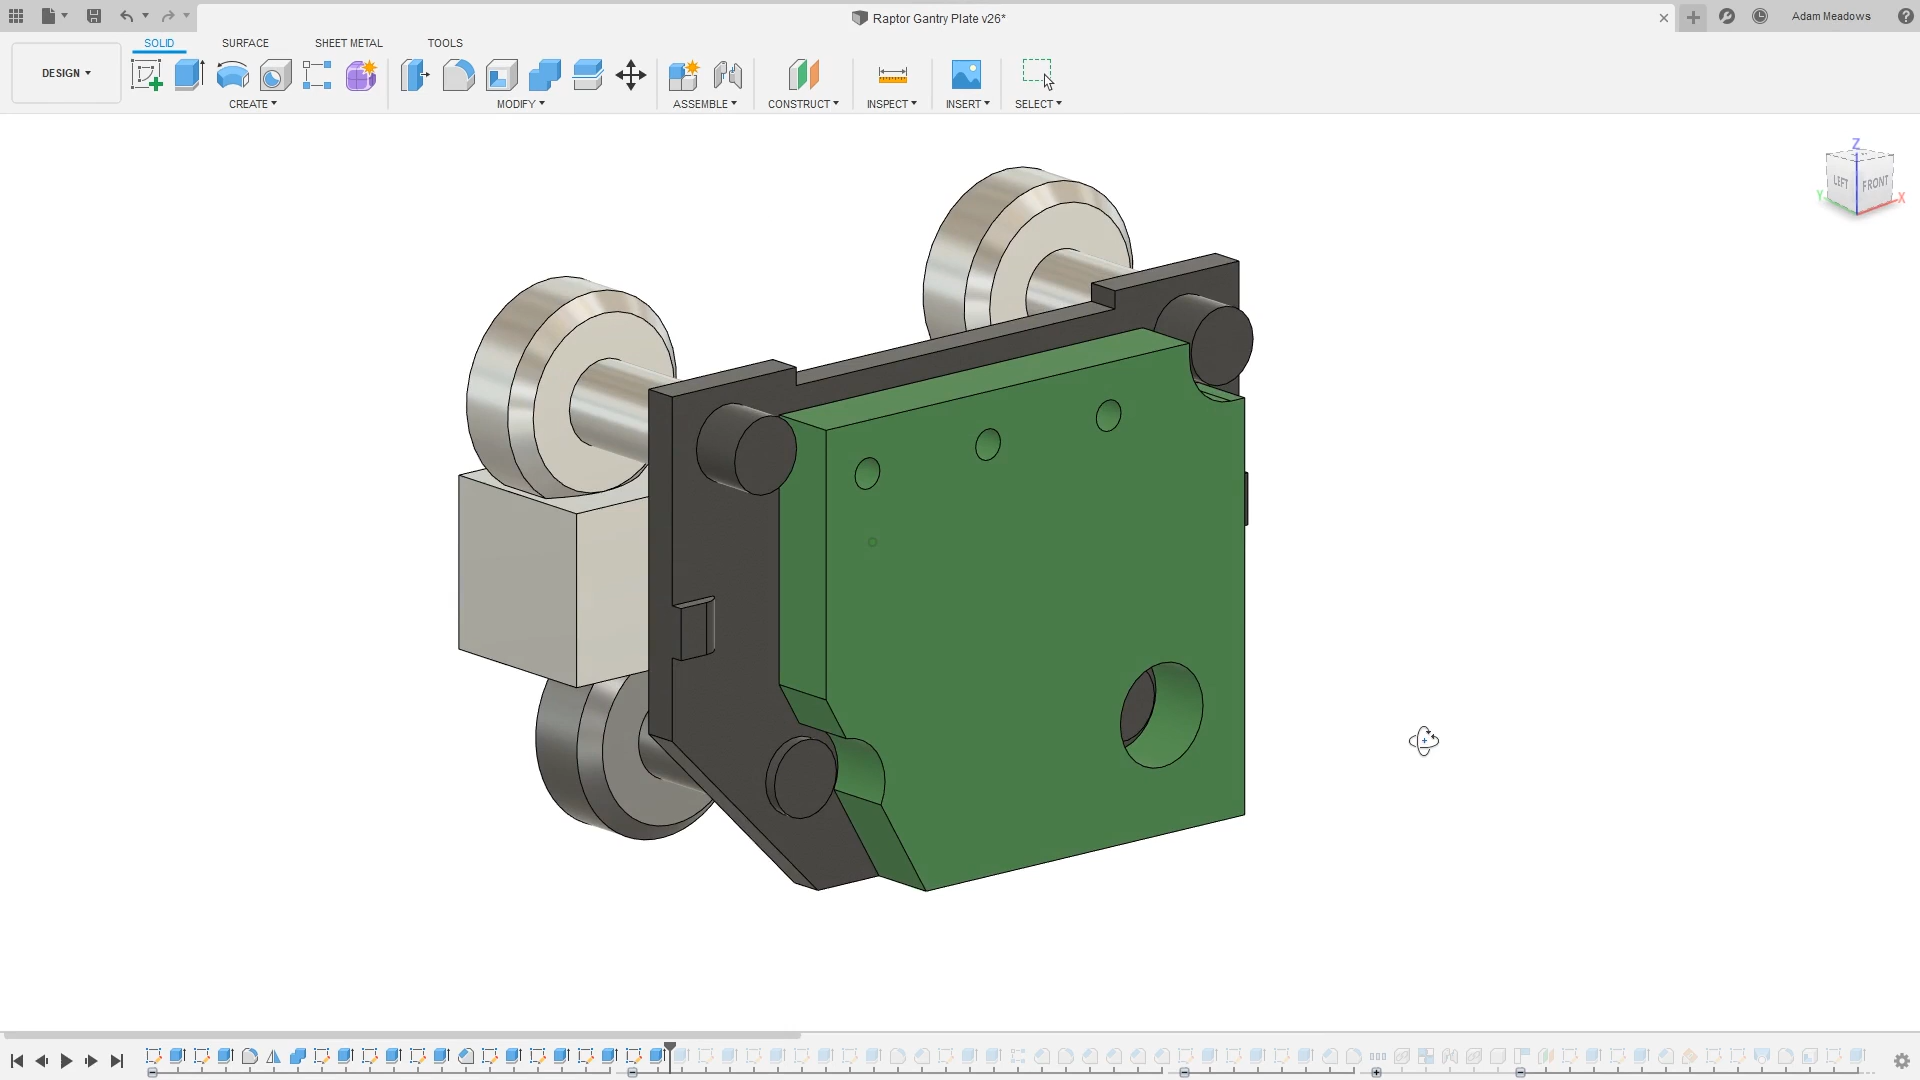 Raptor Gantry Plate v26*
Adam Meadows
SOLID
SURFACE
SHEET METAL
TOOLS
DESIGN
CREATE
MODIFY
ASSEMBLE
CONSTRUCT
INSPECT
INSERT
SELECT
Z
LEFT
FRONT
Y
X